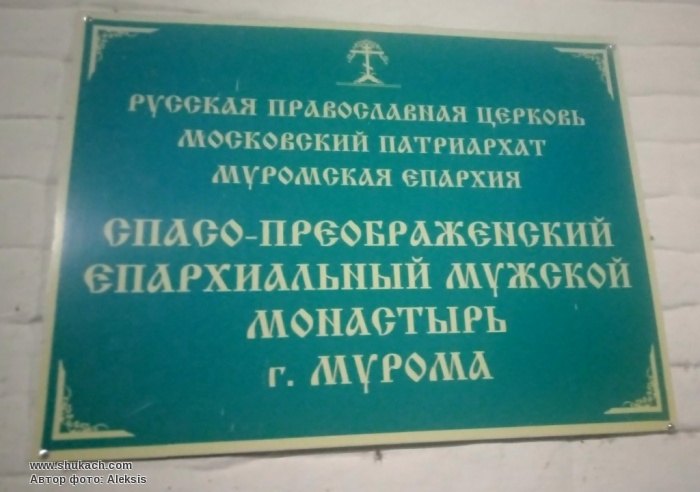 РУССКАЯ ПРАВОСЛАВНАЯ ЦЕРКОВЬ
МОСКОВСКИЙ ПАТРИАРХАТ
МУРОМСКАЯ ЕПАРХИЯ
СПАСО-ПРЕОБРАЖЕНСКИЙ
ЕПАРХИАЛЬНЫЙ МУЖСКОЙ
МОНАСТЫРЬ
г. МУРОМА
www.shukach.com
Автор фото: Aleksis